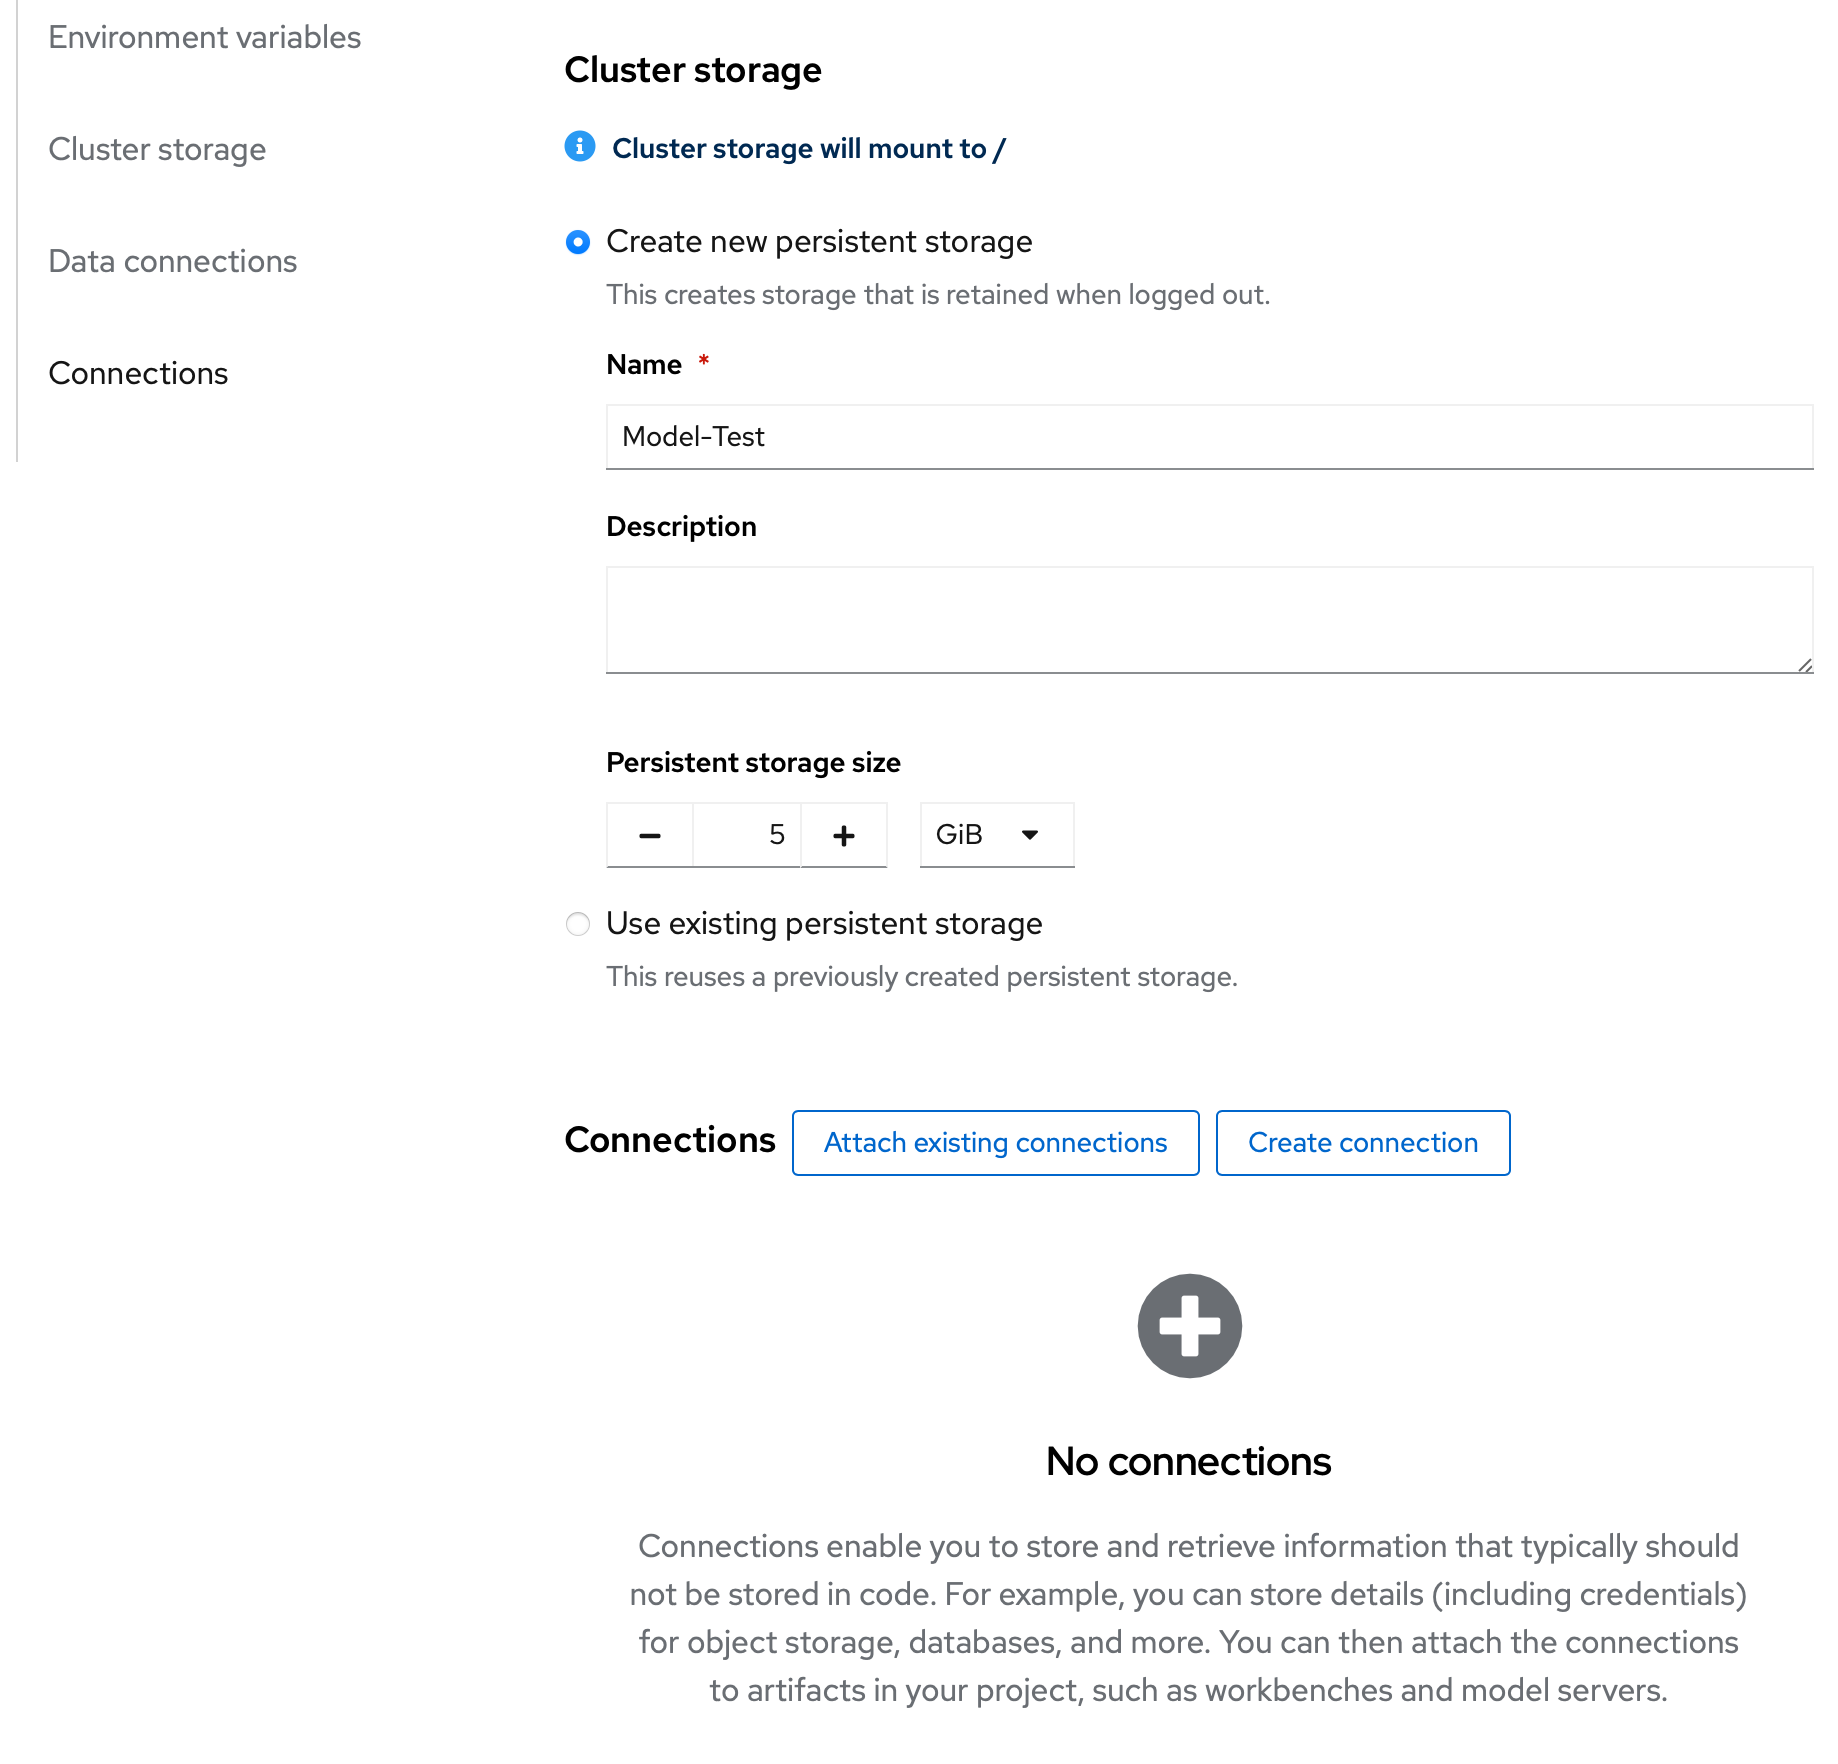 Environment variables
Cluster storage
Data connections
Connections
Cluster storage
Cluster storage will mount to /
Create new persistent storage
This creates storage that is retained when logged out.
Name *
Model-Test
Description
Persistent storage size
5 GiB
Use existing persistent storage
This reuses a previously created persistent storage.
Connections Attach existing connections Create connection
No connections
Connections enable you to store and retrieve information that typically should
not be stored in code. For example, you can store details (including credentials)
for object storage, databases, and more. You can then attach the connections
to artifacts in your project, such as workbenches and model servers.